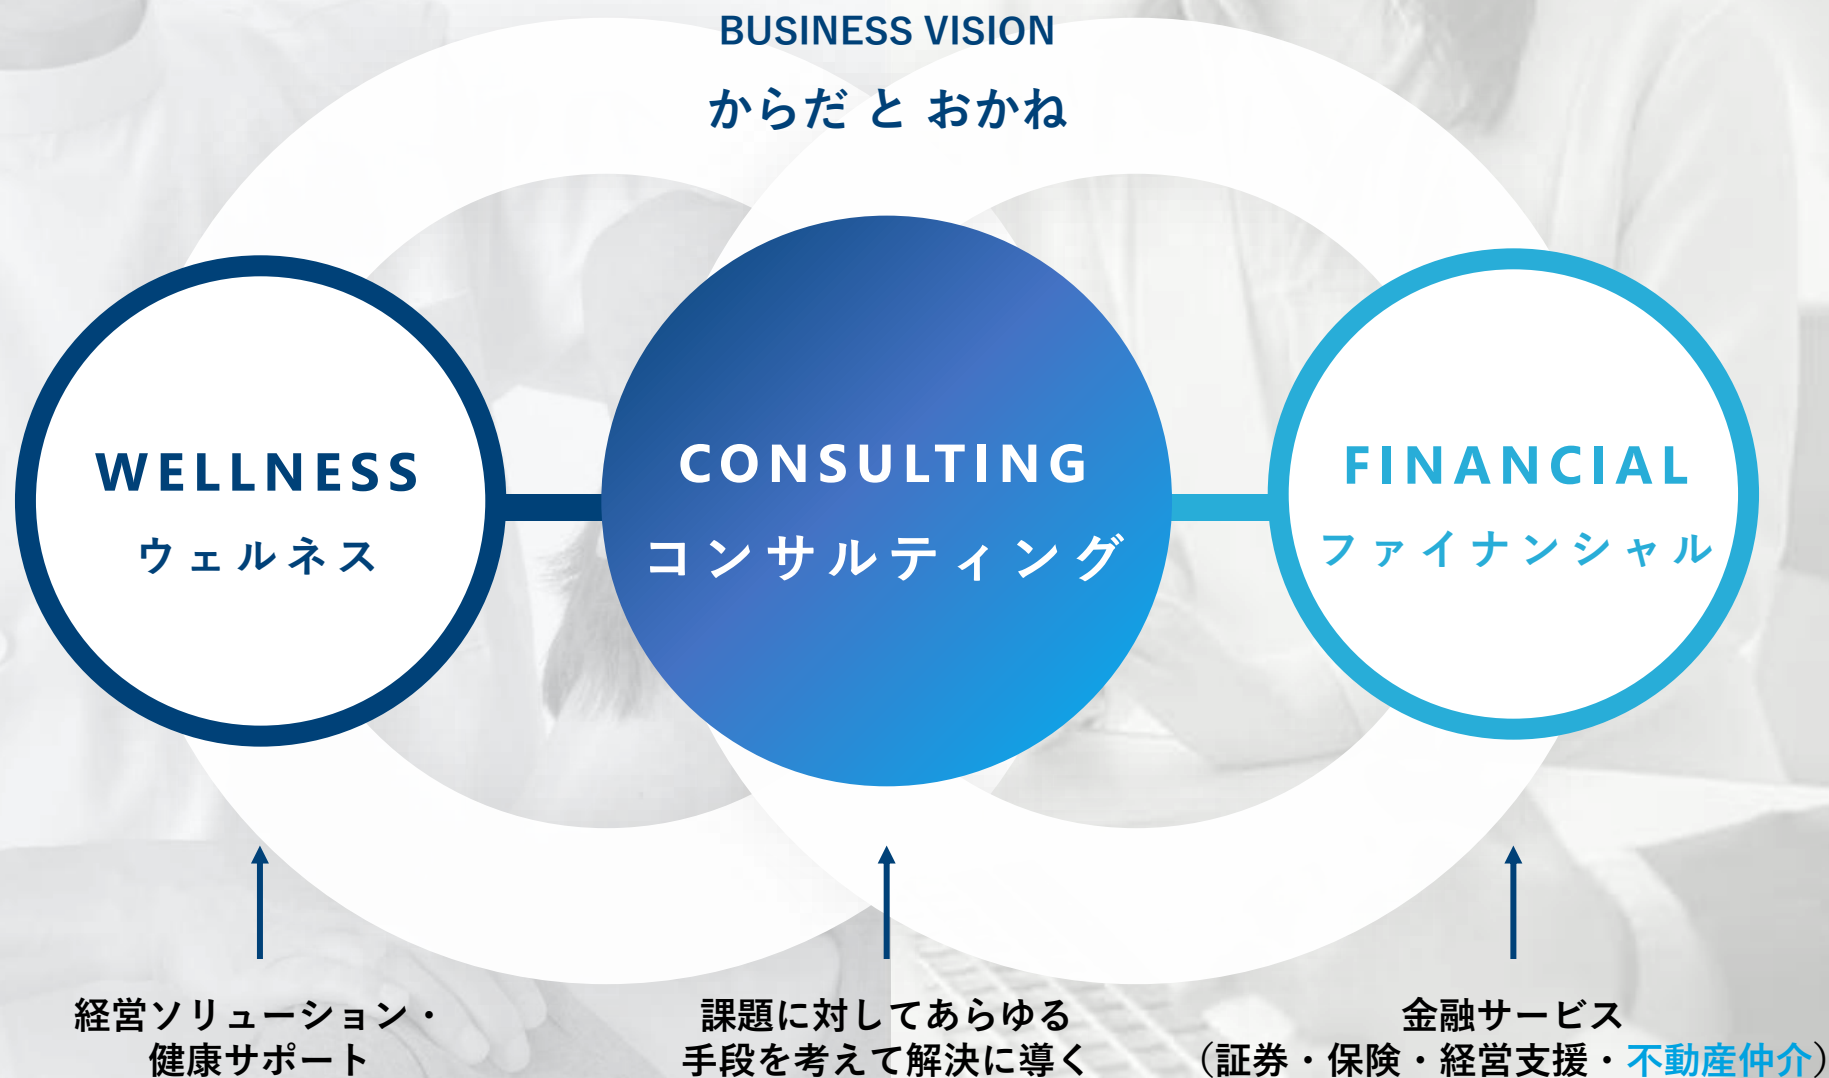 BUSINESS VISION
からだ と おかね
WELLNESS
ウェルネス
CONSULTING
コンサルティング
FINANCIAL
ファイナンシャル
経営ソリューション・
健康サポート
課題に対してあらゆる
手段を考えて解決に導く
金融サービス
（証券・保険・経営支援・不動産仲介）